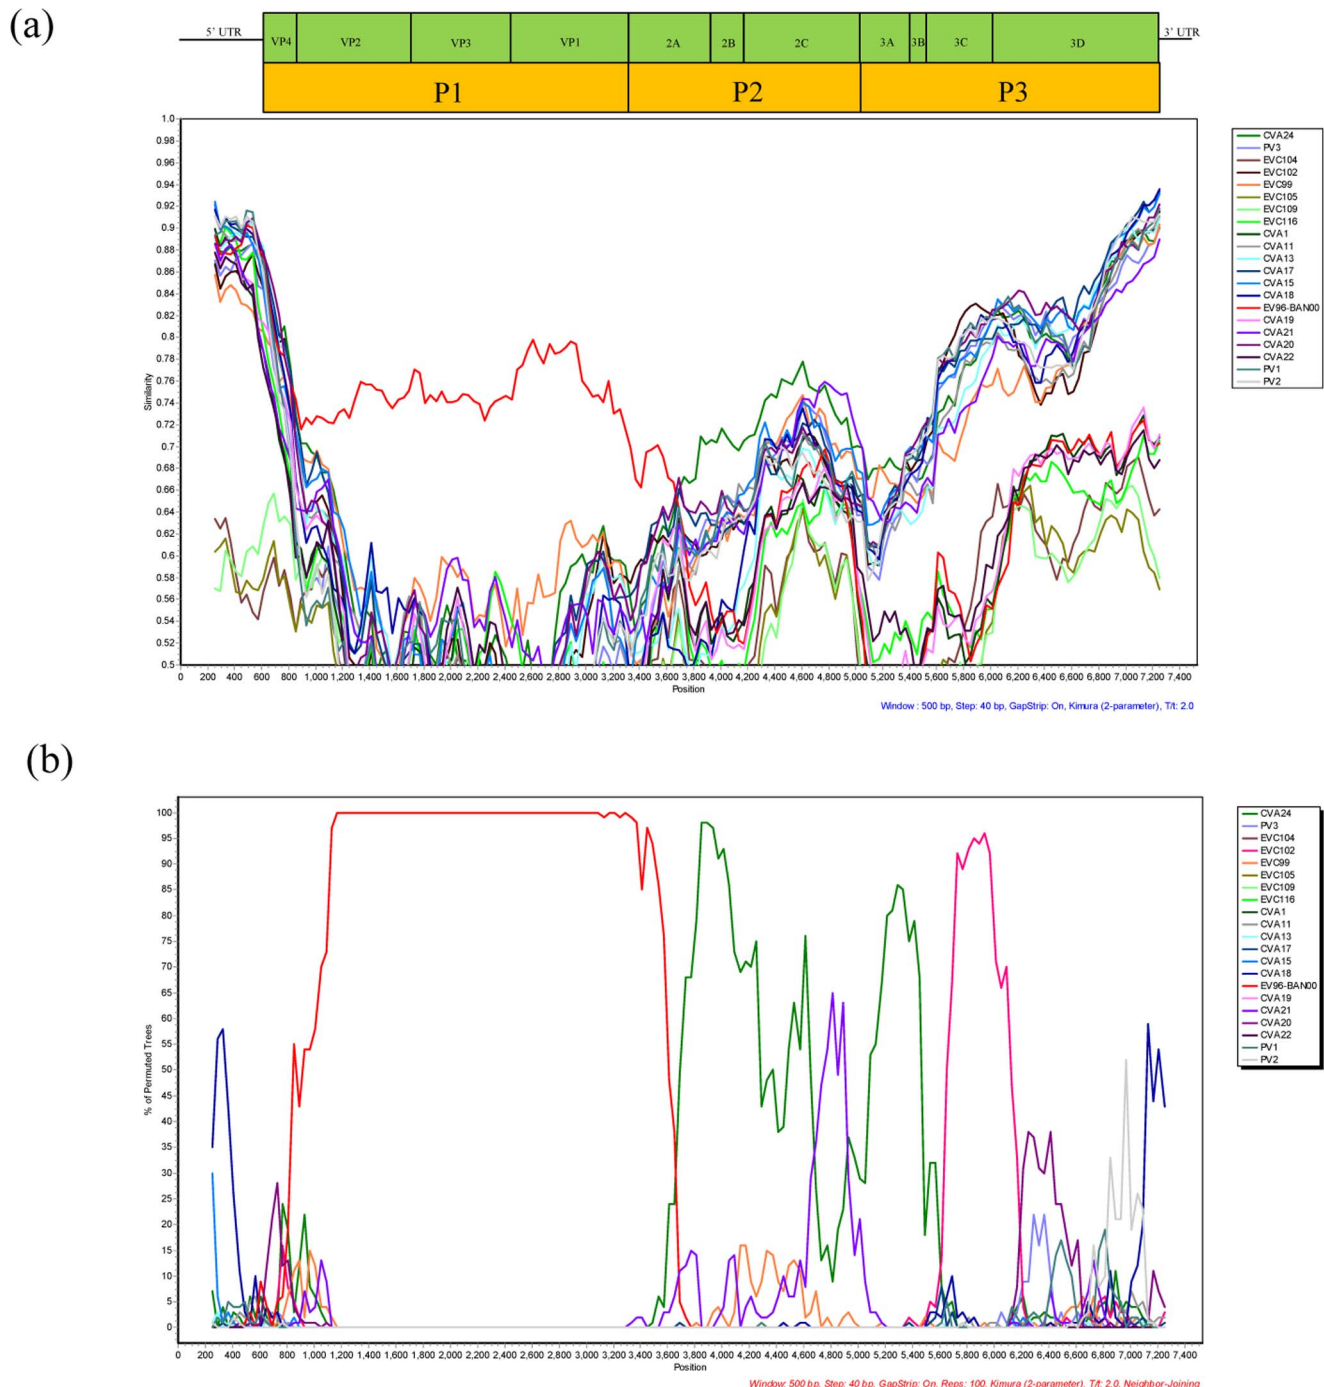 (a)
5’ UTR VP4 VP2 VP3 VP1 2A 2B 2C 3A 3B 3C 3D 3’ UTR
P1 P2 P3
1.0
0.98
0.96
0.94
0.92
0.9
0.88
0.86
0.84
0.82
0.8
0.78
0.76
0.74
0.72
0.7
0.68
0.66
0.64
0.62
0.6
0.58
0.56
0.54
0.52
0.5
Similarity
0 200 400 600 800 1,000 1,200 1,400 1,600 1,800 2,000 2,200 2,400 2,600 2,800 3,000 3,200 3,400 3,600 3,800 4,000 4,200 4,400 4,600 4,800 5,000 5,200 5,400 5,600 5,800 6,000 6,200 6,400 6,600 6,800 7,000 7,200 7,400
Position
Window : 500 bp, Step: 40 bp, GapStrip: On, Kimura (2-parameter), T/t: 2.0
CVA24
PV3
EVC104
EVC102
EVC99
EVC105
EVC109
EVC116
CVA1
CVA11
CVA13
CVA17
CVA15
CVA18
EV96-BAN00
CVA19
CVA21
CVA20
CVA22
PV1
PV2
(b)
100
95
90
85
80
75
70
65
60
55
50
45
40
35
30
25
20
15
10
5
0
% of Permuted Trees
0 200 400 600 800 1,000 1,200 1,400 1,600 1,800 2,000 2,200 2,400 2,600 2,800 3,000 3,200 3,400 3,600 3,800 4,000 4,200 4,400 4,600 4,800 5,000 5,200 5,400 5,600 5,800 6,000 6,200 6,400 6,600 6,800 7,000 7,200 7,400
Position
Window: 500 bp, Step: 40 bp, GapStrip: On, Reps: 100, Kimura (2-parameter), T/t: 2.0, Neighbor-Joining
CVA24
PV3
EVC104
EVC102
EVC99
EVC105
EVC109
EVC116
CVA1
CVA11
CVA13
CVA17
CVA15
CVA18
EV96-BAN00
CVA19
CVA21
CVA20
CVA22
PV1
PV2